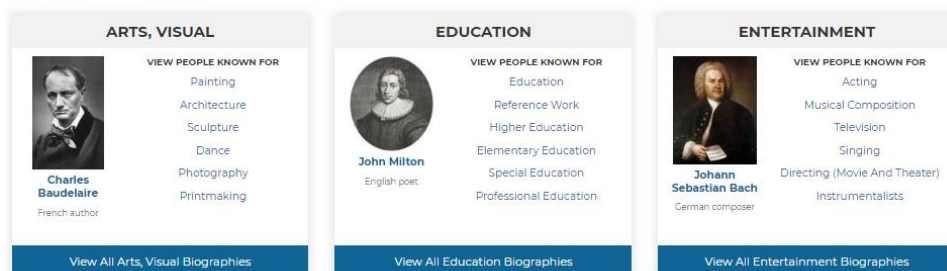 ARTS, VISUAL
VIEW PEOPLE KNOWN FOR
Painting
Architecture
Sculpture
Dance
Photography
Printmaking
Charles
Baudelaire
French author
View All Arts, Visual Biographies
EDUCATION
VIEW PEOPLE KNOWN FOR
Education
Reference Work
Higher Education
Elementary Education
Special Education
Professional Education
John Milton
English poet
View All Education Biographies
ENTERTAINMENT
VIEW PEOPLE KNOWN FOR
Acting
Musical Composition
Television
Singing
Directing (Movie And Theater)
Instrumentalists
Johann
Sebastian Bach
German composer
View All Entertainment Biographies